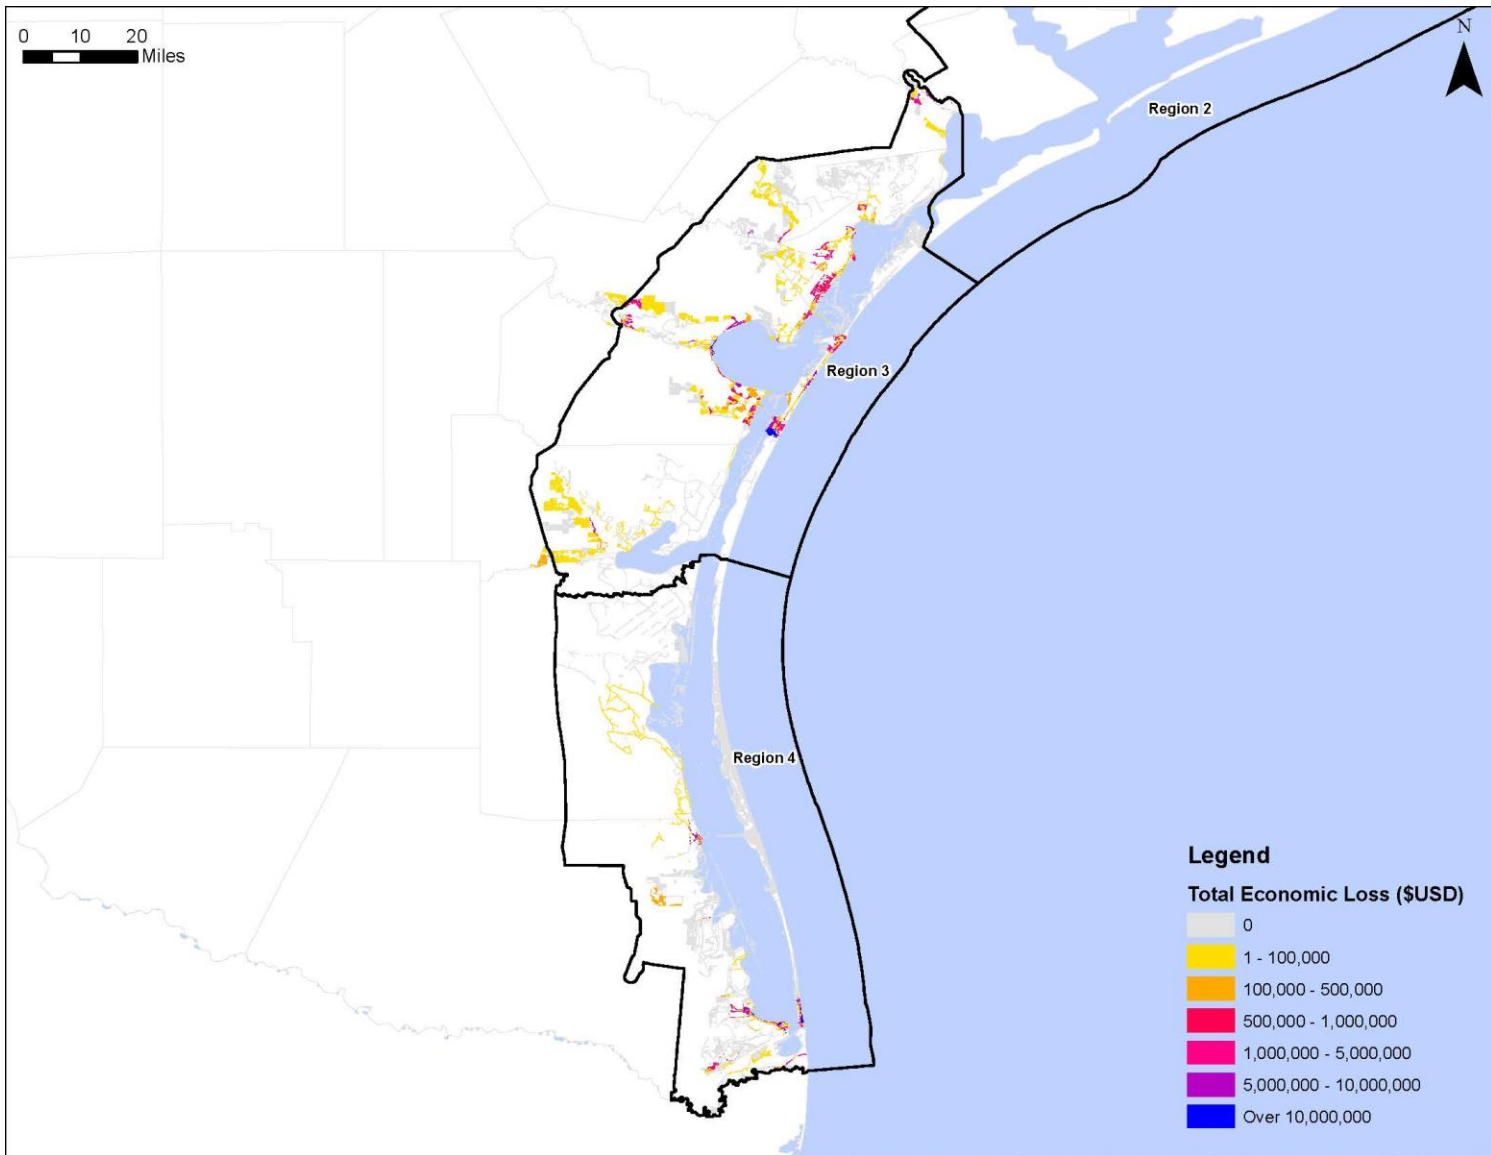 0 10 20
Miles
N
Region 2
Region 3
Region 4
Legend
Total Economic Loss ($USD)
0
1 - 100,000
100,000 - 500,000
500,000 - 1,000,000
1,000,000 - 5,000,000
5,000,000 - 10,000,000
Over 10,000,000